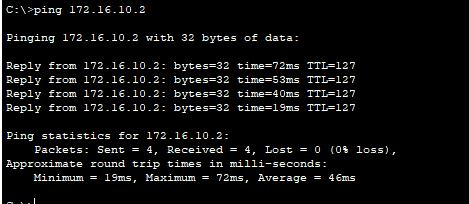 C:\>ping 172.16.10.2
Pinging 172.16.10.2 with 32 bytes of data:
Reply from 172.16.10.2: bytes=32 time=72ms TTL=127
Reply from 172.16.10.2: bytes=32 time=53ms TTL=127
Reply from 172.16.10.2: bytes=32 time=40ms TTL=127
Reply from 172.16.10.2: bytes=32 time=19ms TTL=127
Ping statistics for 172.16.10.2:
    Packets: Sent = 4, Received = 4, Lost = 0 (0% loss),
Approximate round trip times in milli-seconds:
    Minimum = 19ms, Maximum = 72ms, Average = 46ms